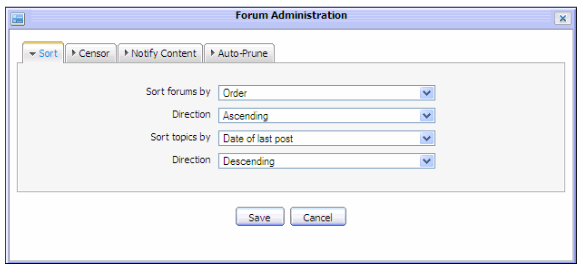 Forum Administration
Sort Censor Notify Content Auto-Prune
Sort forums by Order
Direction Ascending
Sort topics by Date of last post
Direction Descending
Save Cancel